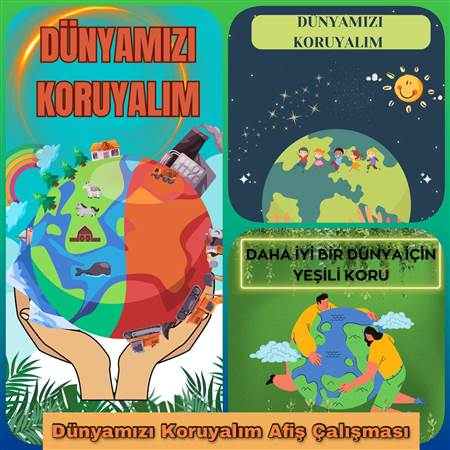 DÜNYAMIZI
KORUYALIM
DÜNYAMIZI
KORUYALIM
DAHA İYİ BİR DÜNYA İÇİN
YEŞİLİ KORU
Dünyamızı Koruyalım Afiş Çalışması